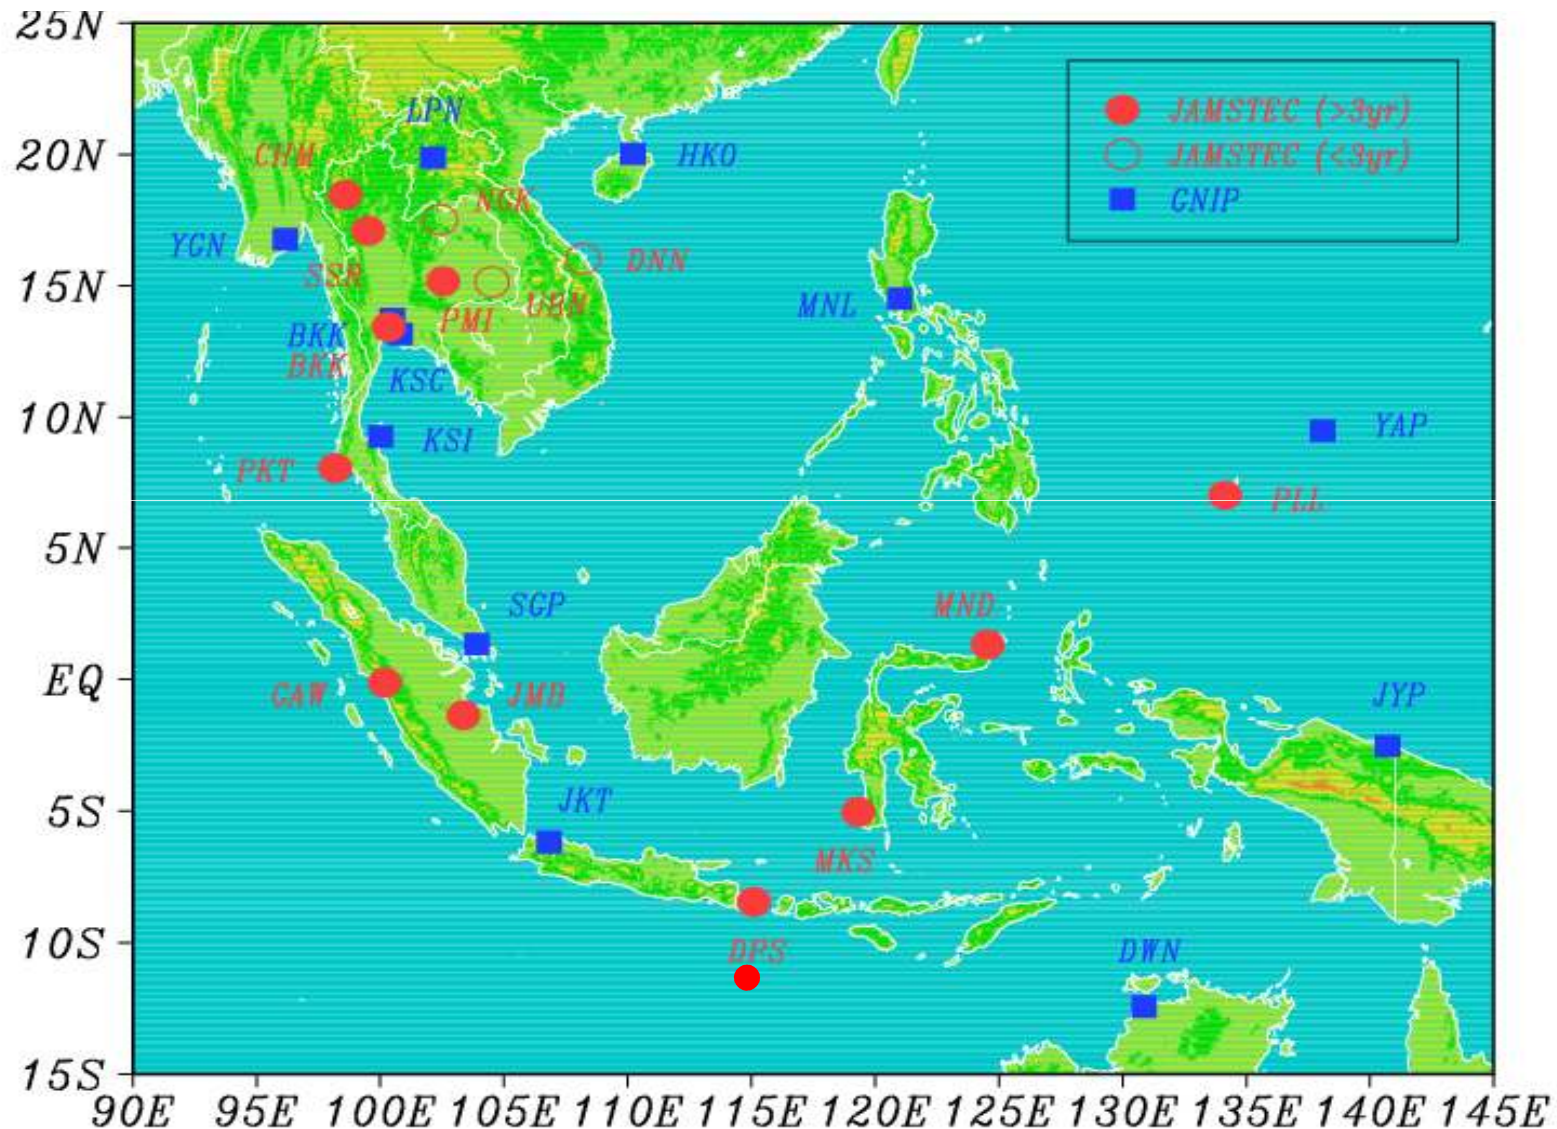 25N
JAMSTEC (>3yr)
LPN
CHM
20N
HKO
JAMSTEC (<3yr)
NGK
GNIP
YGN
DNN
SSR
15N
UBN
MNL
PMI
BKK
BKK
KSC
10N
KSI
YAP
PKT
PLL
5N
SGP
MND
EQ
GAW
JMB
JYP
5S
JKT
MKS
10S
DPS
DWN
15S
90E 95E 100E 105E 110E 115E 120E 125E 130E 135E 140E 145E